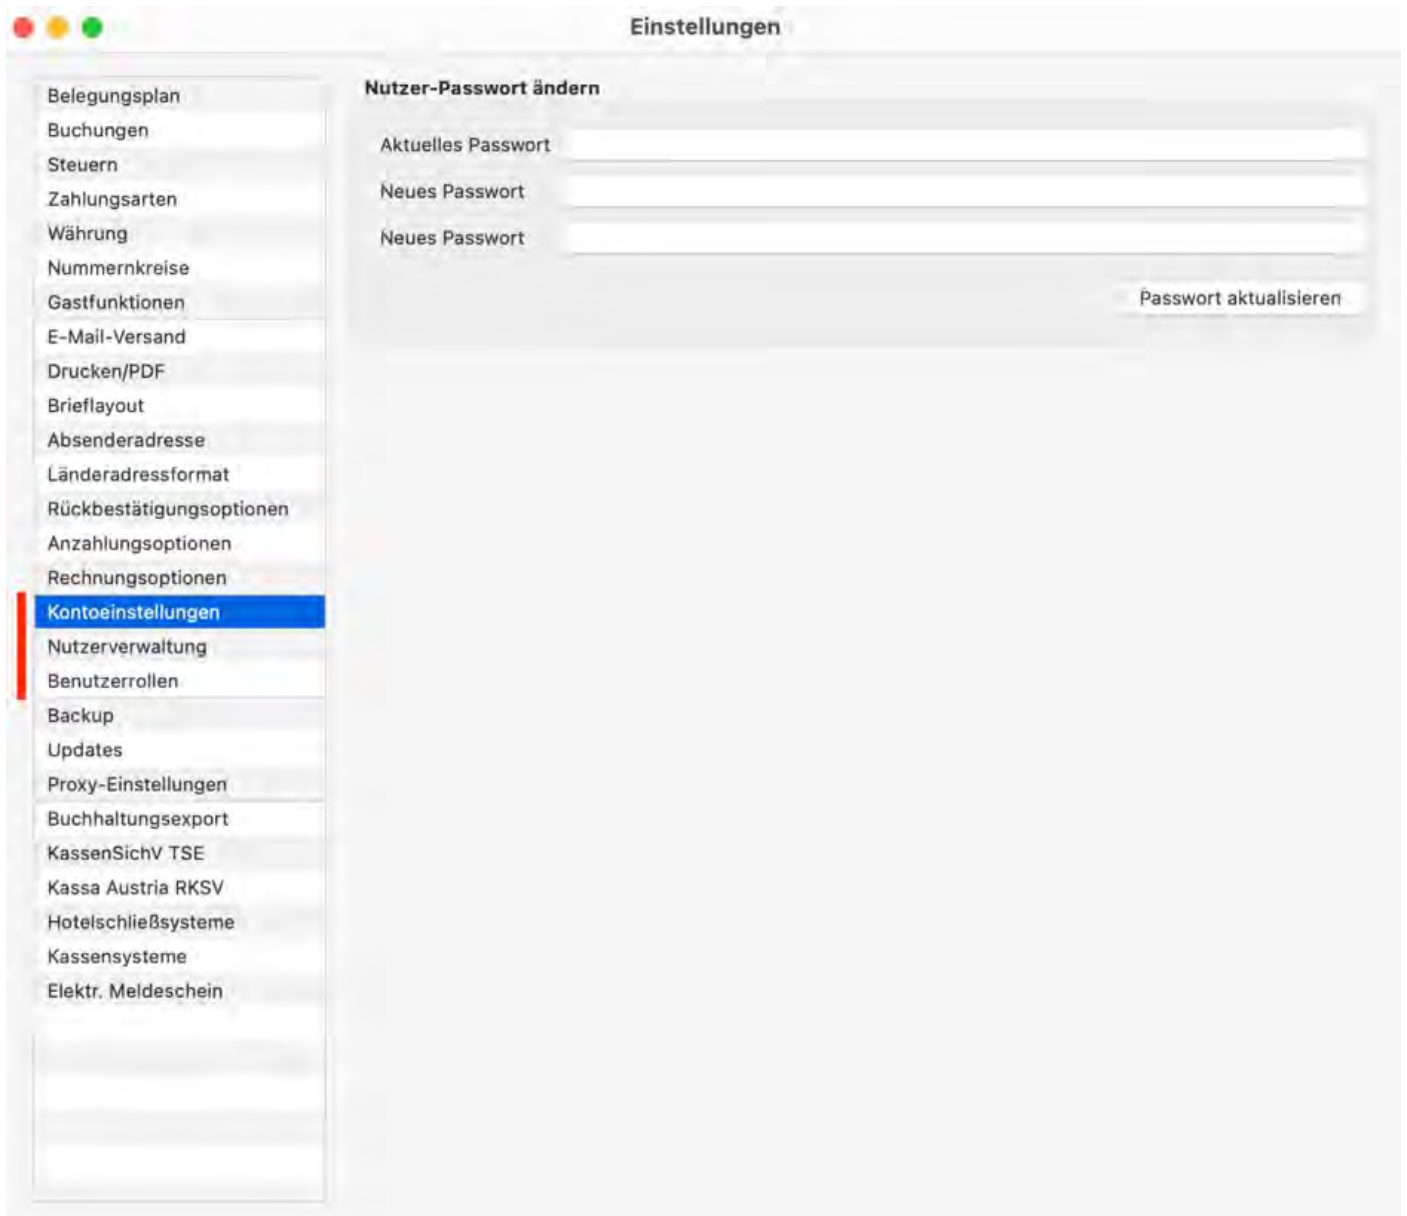 Einstellungen
Belegungsplan
Buchungen
Steuern
Zahlungsarten
Währung
Nummernkreise
Gastfunktionen
E-Mail-Versand
Drucken/PDF
Brieflayout
Absenderadresse
Länderadressformat
Rückbestätigungsoptionen
Anzahlungsoptionen
Rechnungsoptionen
Kontoeinstellungen
Nutzerverwaltung
Benutzerrollen
Backup
Updates
Proxy-Einstellungen
Buchhaltungsexport
KassenSichV TSE
Kassa Austria RKSV
Hotelschließsysteme
Kassensysteme
Elektr. Meldeschein
Nutzer-Passwort ändern
Aktuelles Passwort
Neues Passwort
Neues Passwort
Passwort aktualisieren